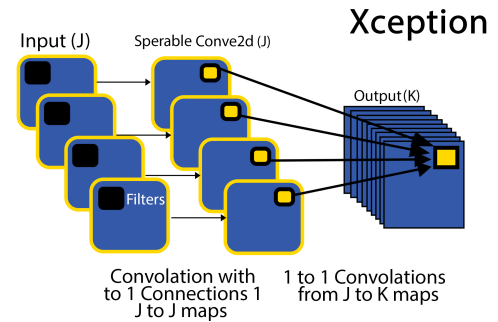 Xception
Input (J)
Sperable Conve2d (J)
Output(K)
Filters
Convolation with
to 1 Connections 1
J to J maps
1 to 1 Convolations
from J to K maps